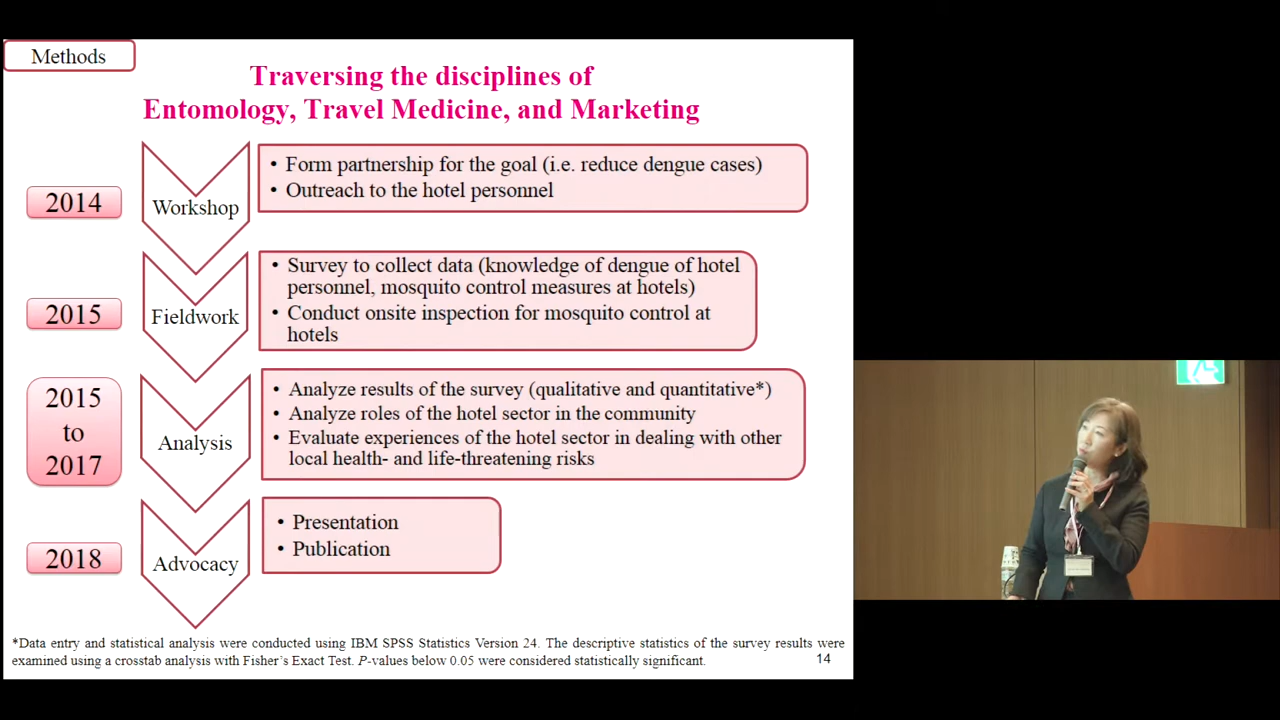 Methods
Traversing the disciplines of
Entomology, Travel Medicine, and Marketing
2014
Workshop
• Form partnership for the goal (i.e. reduce dengue cases)
• Outreach to the hotel personnel
2015
Fieldwork
• Survey to collect data (knowledge of dengue of hotel
personnel, mosquito control measures at hotels)
• Conduct onsite inspection for mosquito control at
hotels
2015
to
2017
Analysis
• Analyze results of the survey (qualitative and quantitative*)
• Analyze roles of the hotel sector in the community
• Evaluate experiences of the hotel sector in dealing with other
local health- and life-threatening risks
2018
Advocacy
• Presentation
• Publication
*Data entry and statistical analysis were conducted using IBM SPSS Statistics Version 24. The descriptive statistics of the survey results were
examined using a crosstab analysis with Fisher’s Exact Test. P-values below 0.05 were considered statistically significant.
14